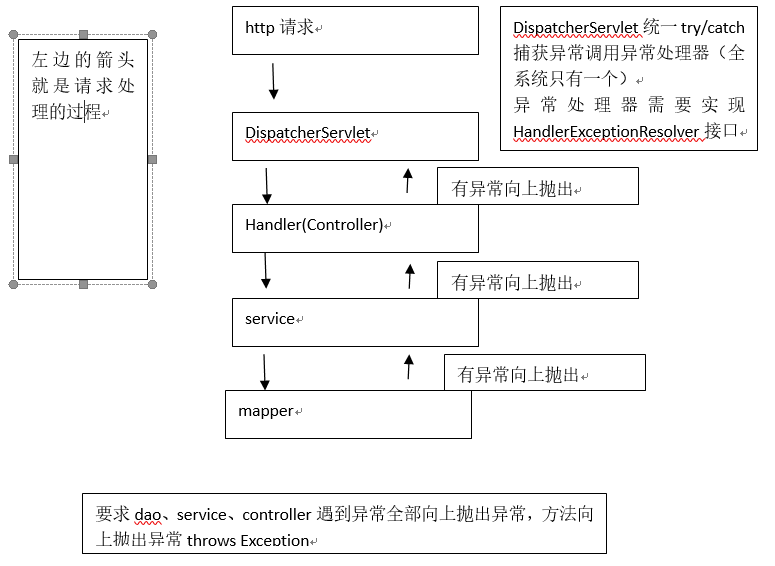 左边的箭头
就是请求处
理的过程
http 请求
DispatcherServlet 统一 try/catch
捕获异常调用异常处理器（全
系统只有一个）
异常处理器需要实现
HandlerExceptionResolver 接口
DispatcherServlet
有异常向上抛出
Handler(Controller)
有异常向上抛出
service
有异常向上抛出
mapper
要求 dao、service、controller 遇到异常全部向上抛出异常，方法向
上抛出异常 throws Exception